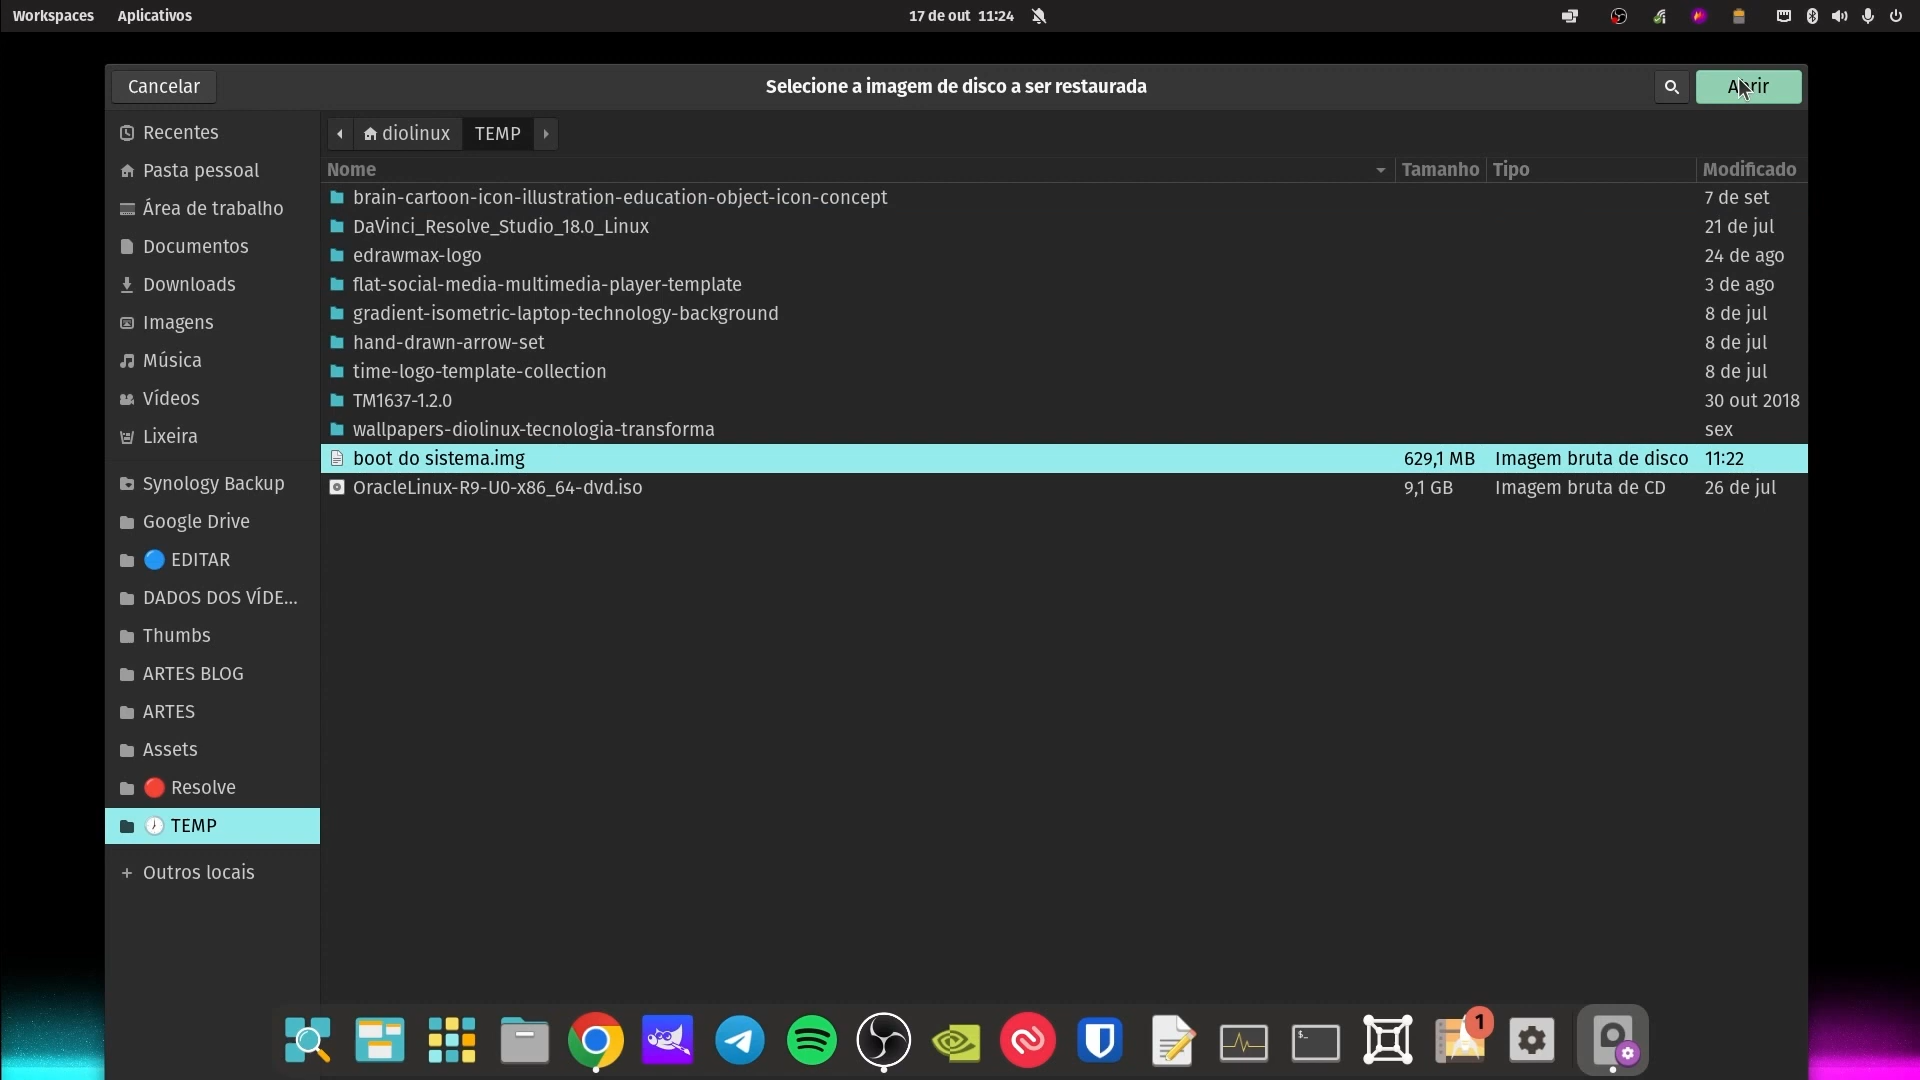 Workspaces Aplicativos 17 de out 11:24
Cancelar Selecione a imagem de disco a ser restaurada Abrir
Recentes
Pasta pessoal
Área de trabalho
Documentos
Downloads
Imagens
Música
Vídeos
Lixeira
Synology Backup
Google Drive
EDITAR
DADOS DOS VÍDE...
Thumbs
ARTES BLOG
ARTES
Assets
Resolve
TEMP
Outros locais
diolinux TEMP
Nome Tamanho Tipo Modificado
brain-cartoon-icon-illustration-education-object-icon-concept 7 de set
DaVinci_Resolve_Studio_18.0_Linux 21 de jul
edrawmax-logo 24 de ago
flat-social-media-multimedia-player-template 3 de ago
gradient-isometric-laptop-technology-background 8 de jul
hand-drawn-arrow-set 8 de jul
time-logo-template-collection 8 de jul
TM1637-1.2.0 30 out 2018
wallpapers-diolinux-tecnologia-transforma sex
boot do sistema.img 629,1 MB Imagem bruta de disco 11:22
OracleLinux-R9-U0-x86_64-dvd.iso 9,1 GB Imagem bruta de CD 26 de jul
1